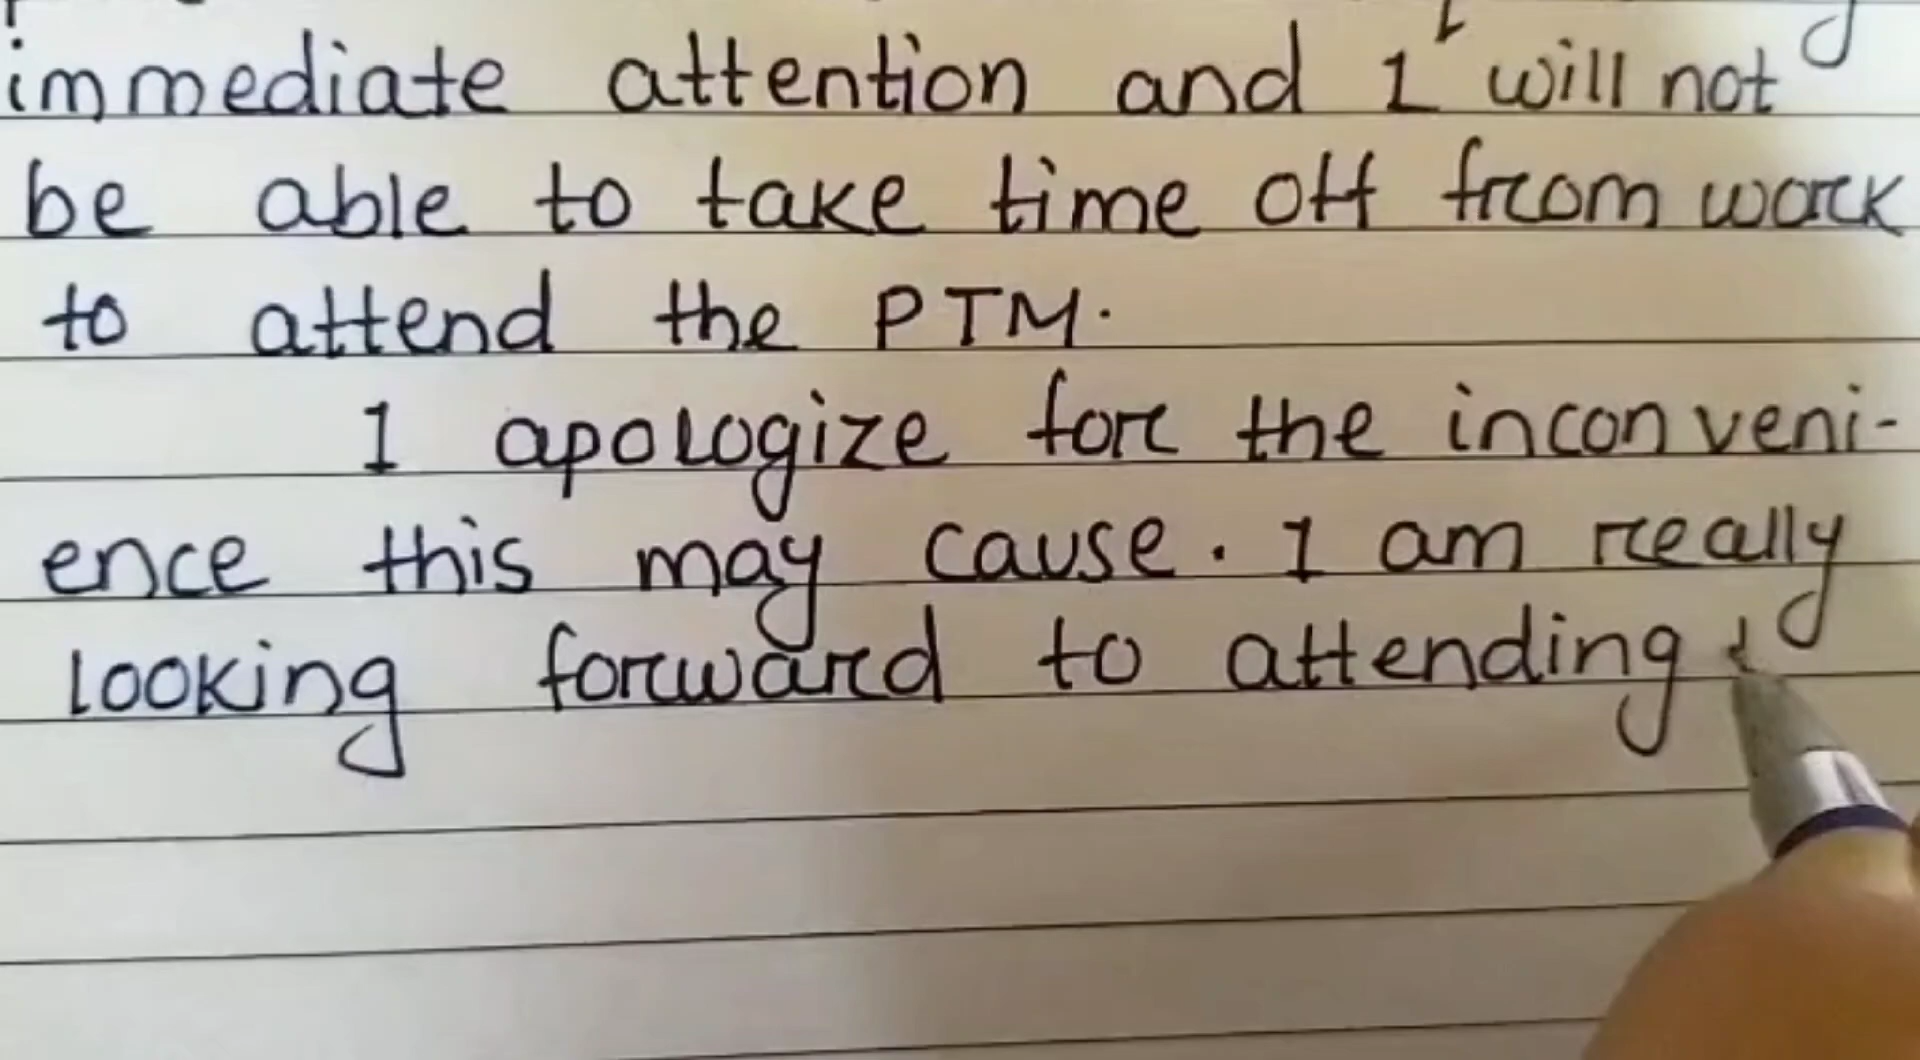 immediate attention and I will not
be able to take time off from work
to attend the PTM.
I apologize for the inconveni-
ence this may cause. I am really
looking forward to attending